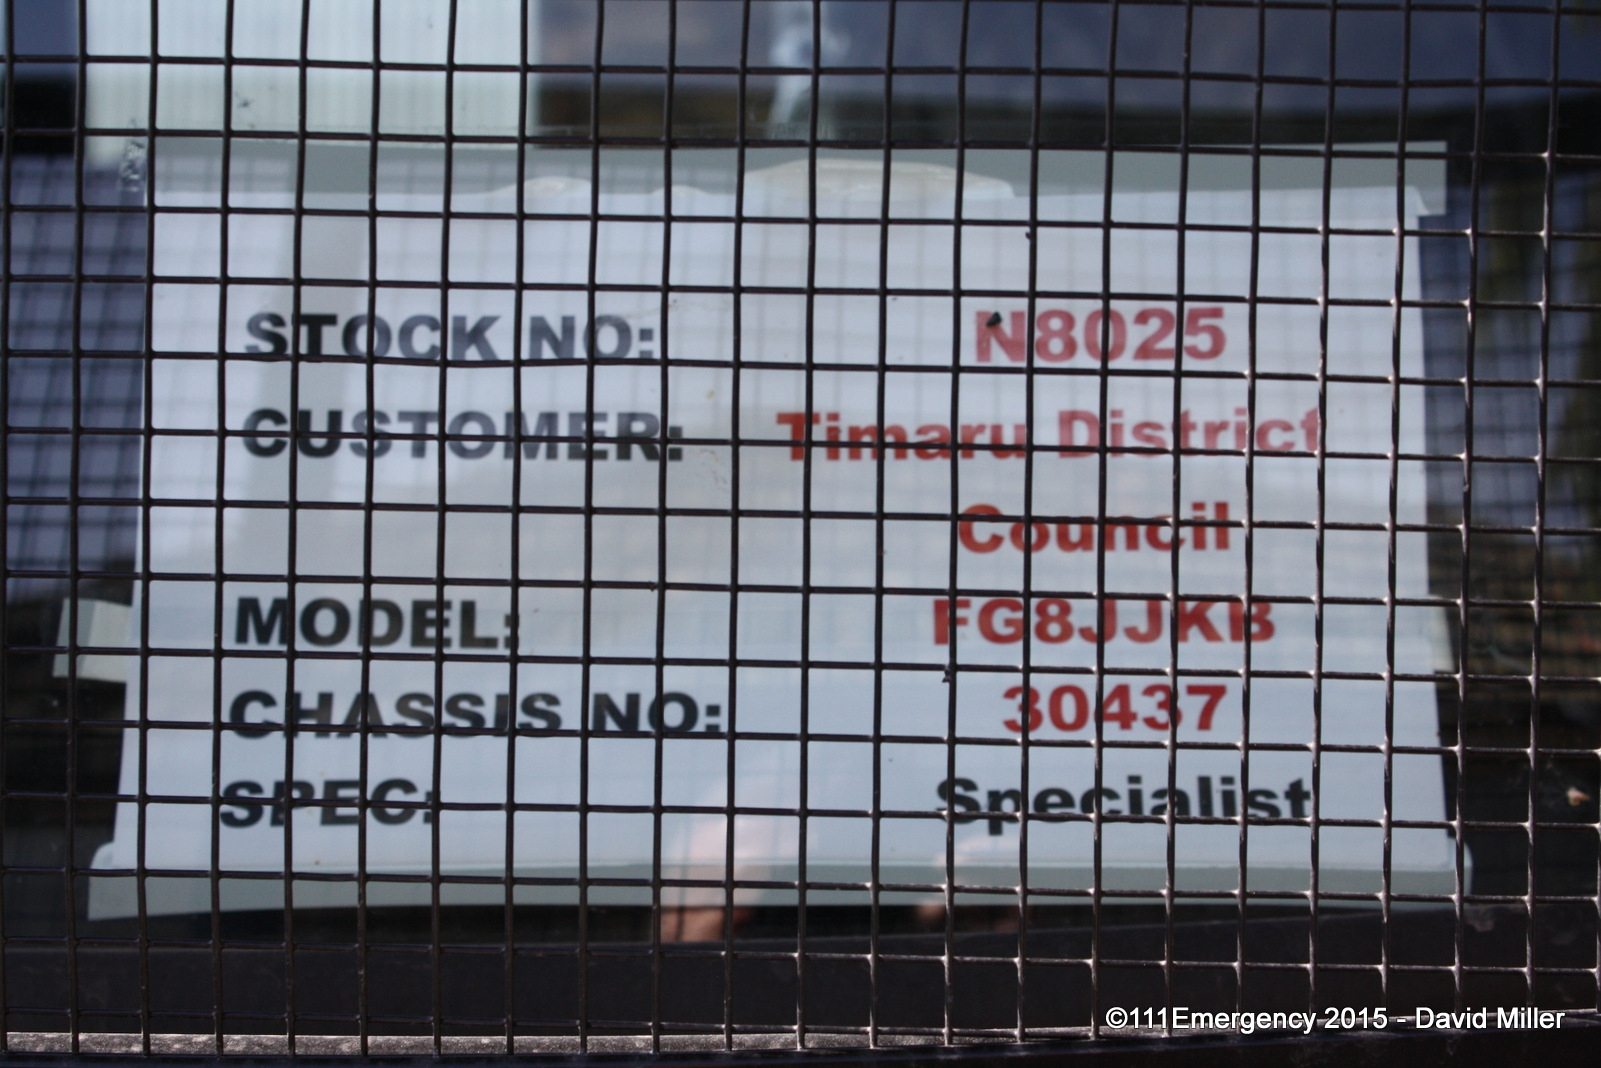 STOCK NO: N8025
CUSTOMER: Timaru District
Council
MODEL: FG8JJKB
CHASSIS NO: 30437
SPEC: Specialist
©111Emergency 2015 - David Miller